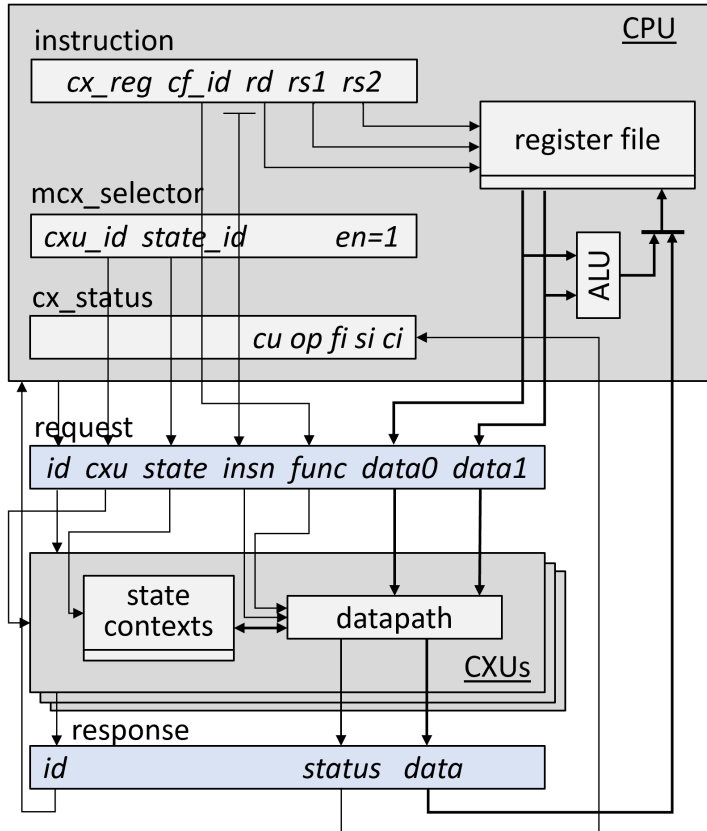 CPU
instruction
cx_reg cf_id rd rs1 rs2
register file
mcx_selector
cxu_id state_id en=1
ALU
cx_status
cu op fi si ci
request
id cxu state insn func data0 data1
state
contexts
datapath
CXUs
response
id status data